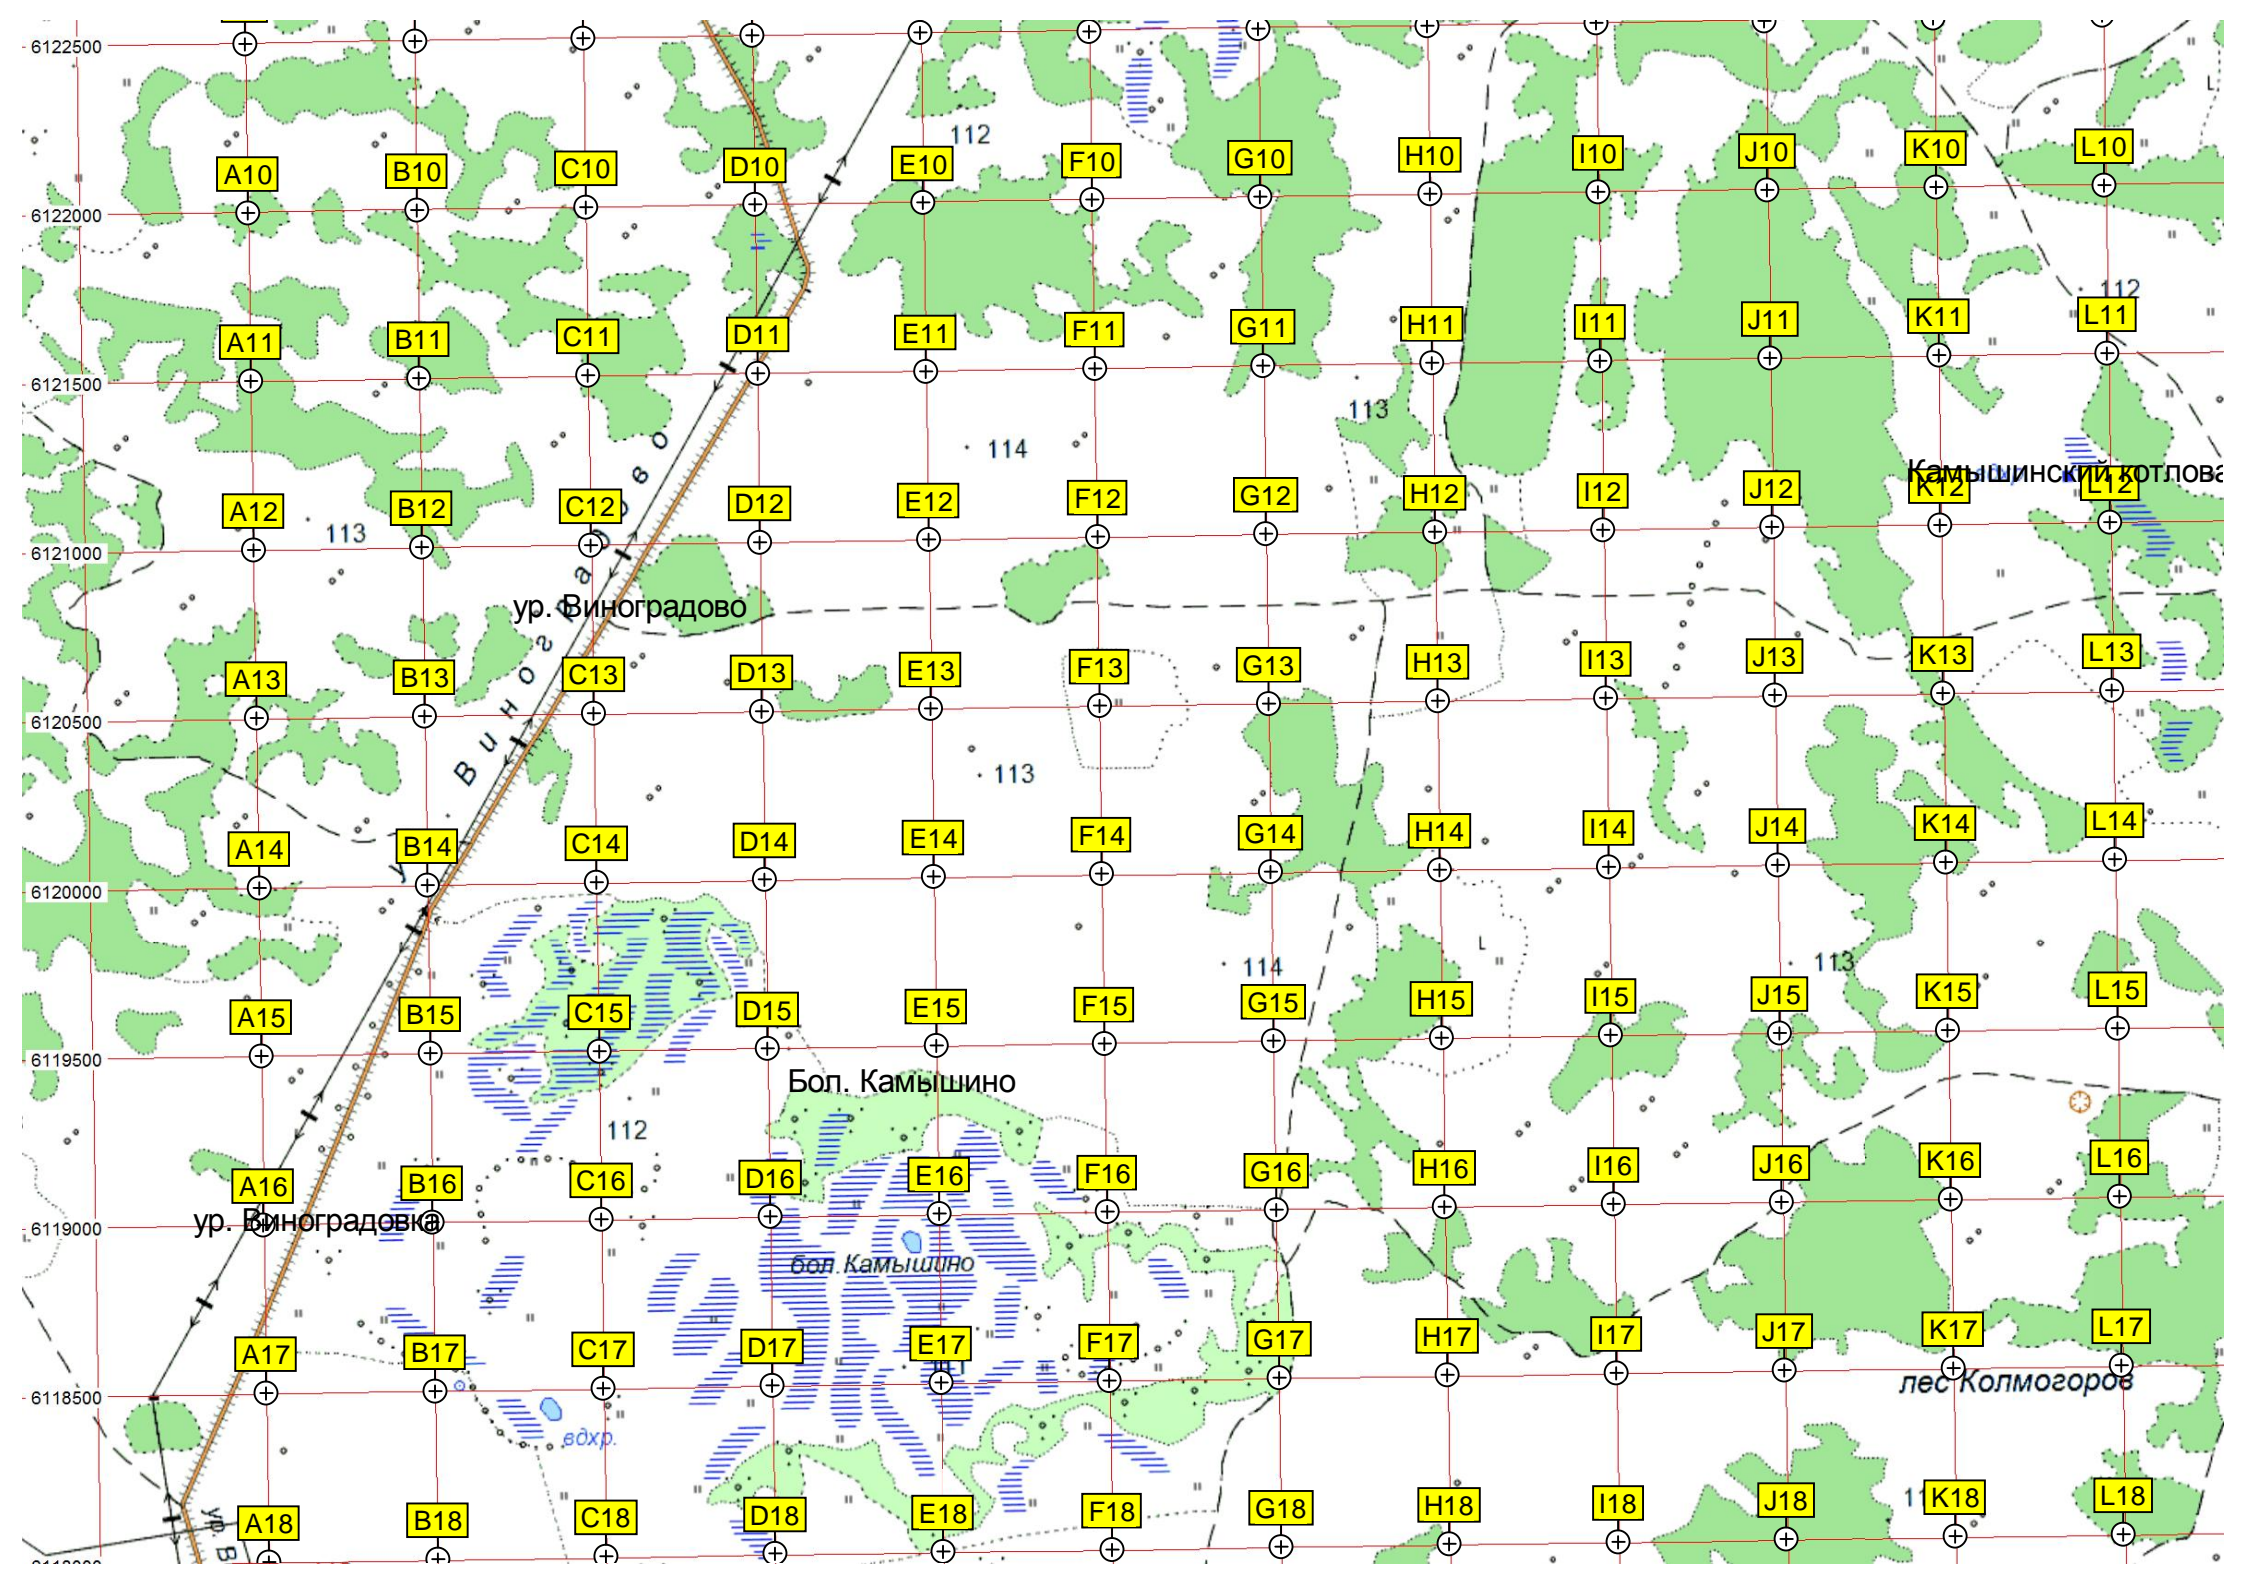 6122500
112
A10 B10 C10 D10 E10 F10 G10 H10 I10 J10 K10 L10
6122000
112
A11 B11 C11 D11 E11 F11 G11 H11 I11 J11 K11 L11
6121500
113
114
Камышинский котлова
A12 B12 C12 D12 E12 F12 G12 H12 I12 J12 K12 L12
113
6121000
ур. Виноградово
ур. Виноградово
A13 B13 C13 D13 E13 F13 G13 H13 I13 J13 K13 L13
6120500
113
A14 B14 C14 D14 E14 F14 G14 H14 I14 J14 K14 L14
6120000
114
113
A15 B15 C15 D15 E15 F15 G15 H15 I15 J15 K15 L15
6119500
Бол. Камышино
112
A16 B16 C16 D16 E16 F16 G16 H16 I16 J16 K16 L16
ур. Виноградовка
6119000
бол.Камышино
A17 B17 C17 D17 E17 F17 G17 H17 I17 J17 K17 L17
лес Колмогоров
6118500
вдхр.
A18 B18 C18 D18 E18 F18 G18 H18 I18 J18 K18 L18
ур. В